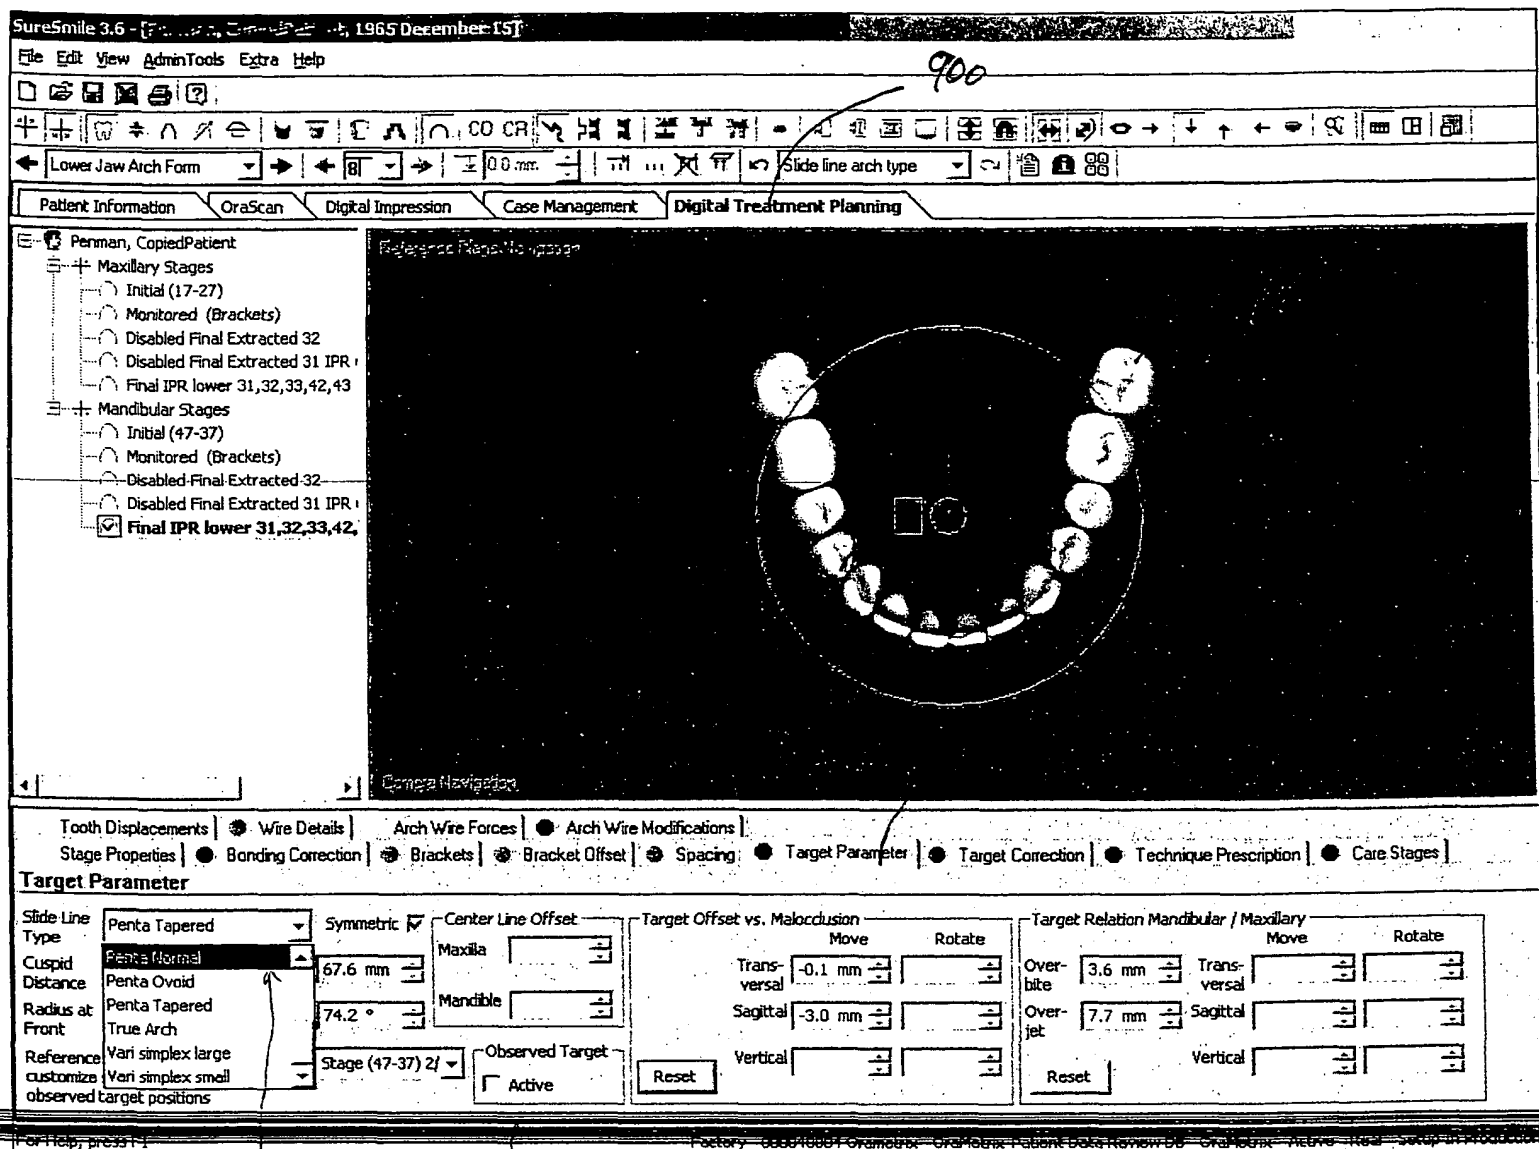 SureSmile 3.6 - [ 1965 December 15]
File Edit View AdminTools Extra Help
900
CO CR
Lower Jaw Arch Form 8 0.0 mm. Slide line arch type
Patient Information OraScan Digital Impression Case Management Digital Treatment Planning
Penman, CopiedPatient
Maxillary Stages
Initial (17-27)
Monitored (Brackets)
Disabled Final Extracted 32
Disabled Final Extracted 31 IPR
Final IPR lower 31,32,33,42,43
Mandibular Stages
Initial (47-37)
Monitored (Brackets)
Disabled Final Extracted 32
Disabled Final Extracted 31 IPR
Final IPR lower 31,32,33,42,
Reference Plane Navigation
Camera Navigation
Tooth Displacements Wire Details Arch Wire Forces Arch Wire Modifications
Stage Properties Bonding Correction Brackets Bracket Offset Spacing Target Parameter Target Correction Technique Prescription Care Stages
Target Parameter
Slide Line Type Penta Tapered Symmetric
Penta Normal
Penta Ovoid
Penta Tapered
True Arch
Vari simplex large
Vari simplex small
Cuspid Distance 67.6 mm
Radius at Front 74.2 °
Reference Stage (47-37) 2/
customize
observed target positions
Center Line Offset
Maxilla
Mandible
Observed Target
Active
Target Offset vs. Malocclusion
Move Rotate
Trans-versal -0.1 mm
Sagittal -3.0 mm
Vertical
Reset
Target Relation Mandibular / Maxillary
Move Rotate
Over-bite 3.6 mm Trans-versal
Over-jet 7.7 mm Sagittal
Vertical
Reset
For Help, press F1